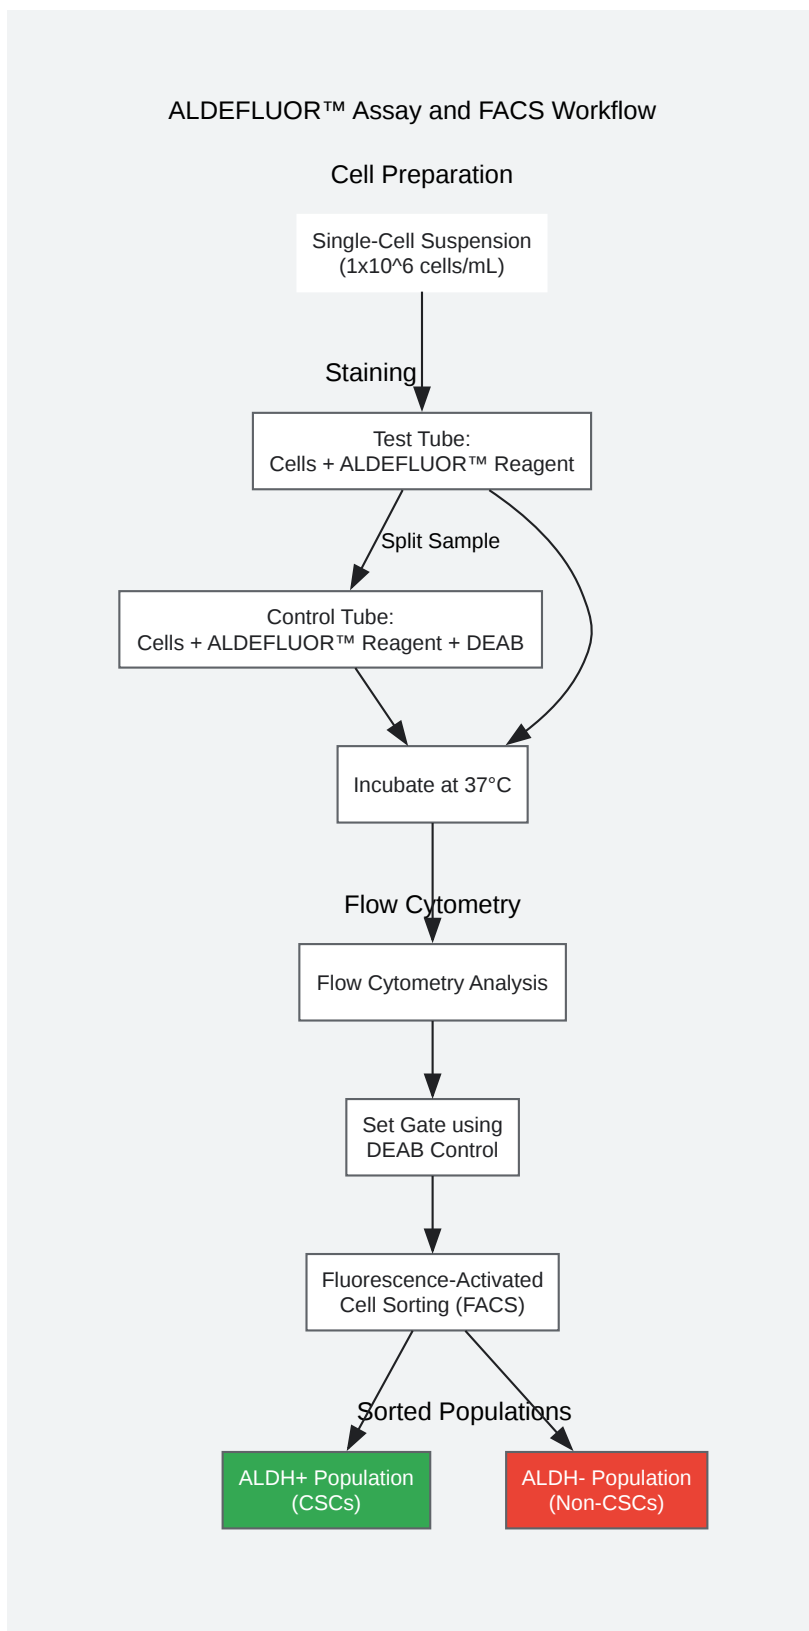 ALDEFLUOR™ Assay and FACS Workflow
Cell Preparation
Single-Cell Suspension
(1x10^6 cells/mL)
Staining
Test Tube:
Cells + ALDEFLUOR™ Reagent
Split Sample
Control Tube:
Cells + ALDEFLUOR™ Reagent + DEAB
Incubate at 37°C
Flow Cytometry
Flow Cytometry Analysis
Set Gate using
DEAB Control
Fluorescence-Activated
Cell Sorting (FACS)
Sorted Populations
ALDH+ Population
(CSCs)
ALDH- Population
(Non-CSCs)